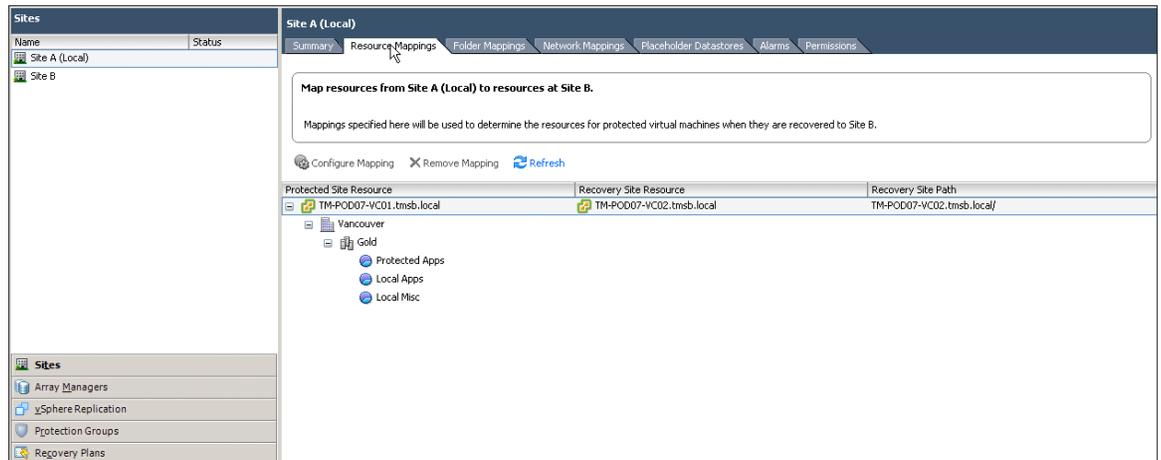 Sites
Name Status
Site A (Local)
Site B
Sites
Array Managers
vSphere Replication
Protection Groups
Recovery Plans
Site A (Local)
Summary Resource Mappings Folder Mappings Network Mappings Placeholder Datastores Alarms Permissions
Map resources from Site A (Local) to resources at Site B.
Mappings specified here will be used to determine the resources for protected virtual machines when they are recovered to Site B.
Configure Mapping Remove Mapping Refresh
Protected Site Resource Recovery Site Resource Recovery Site Path
TM-POD07-VC01.tmsb.local TM-POD07-VC02.tmsb.local TM-POD07-VC02.tmsb.local/
Vancouver
Gold
Protected Apps
Local Apps
Local Misc